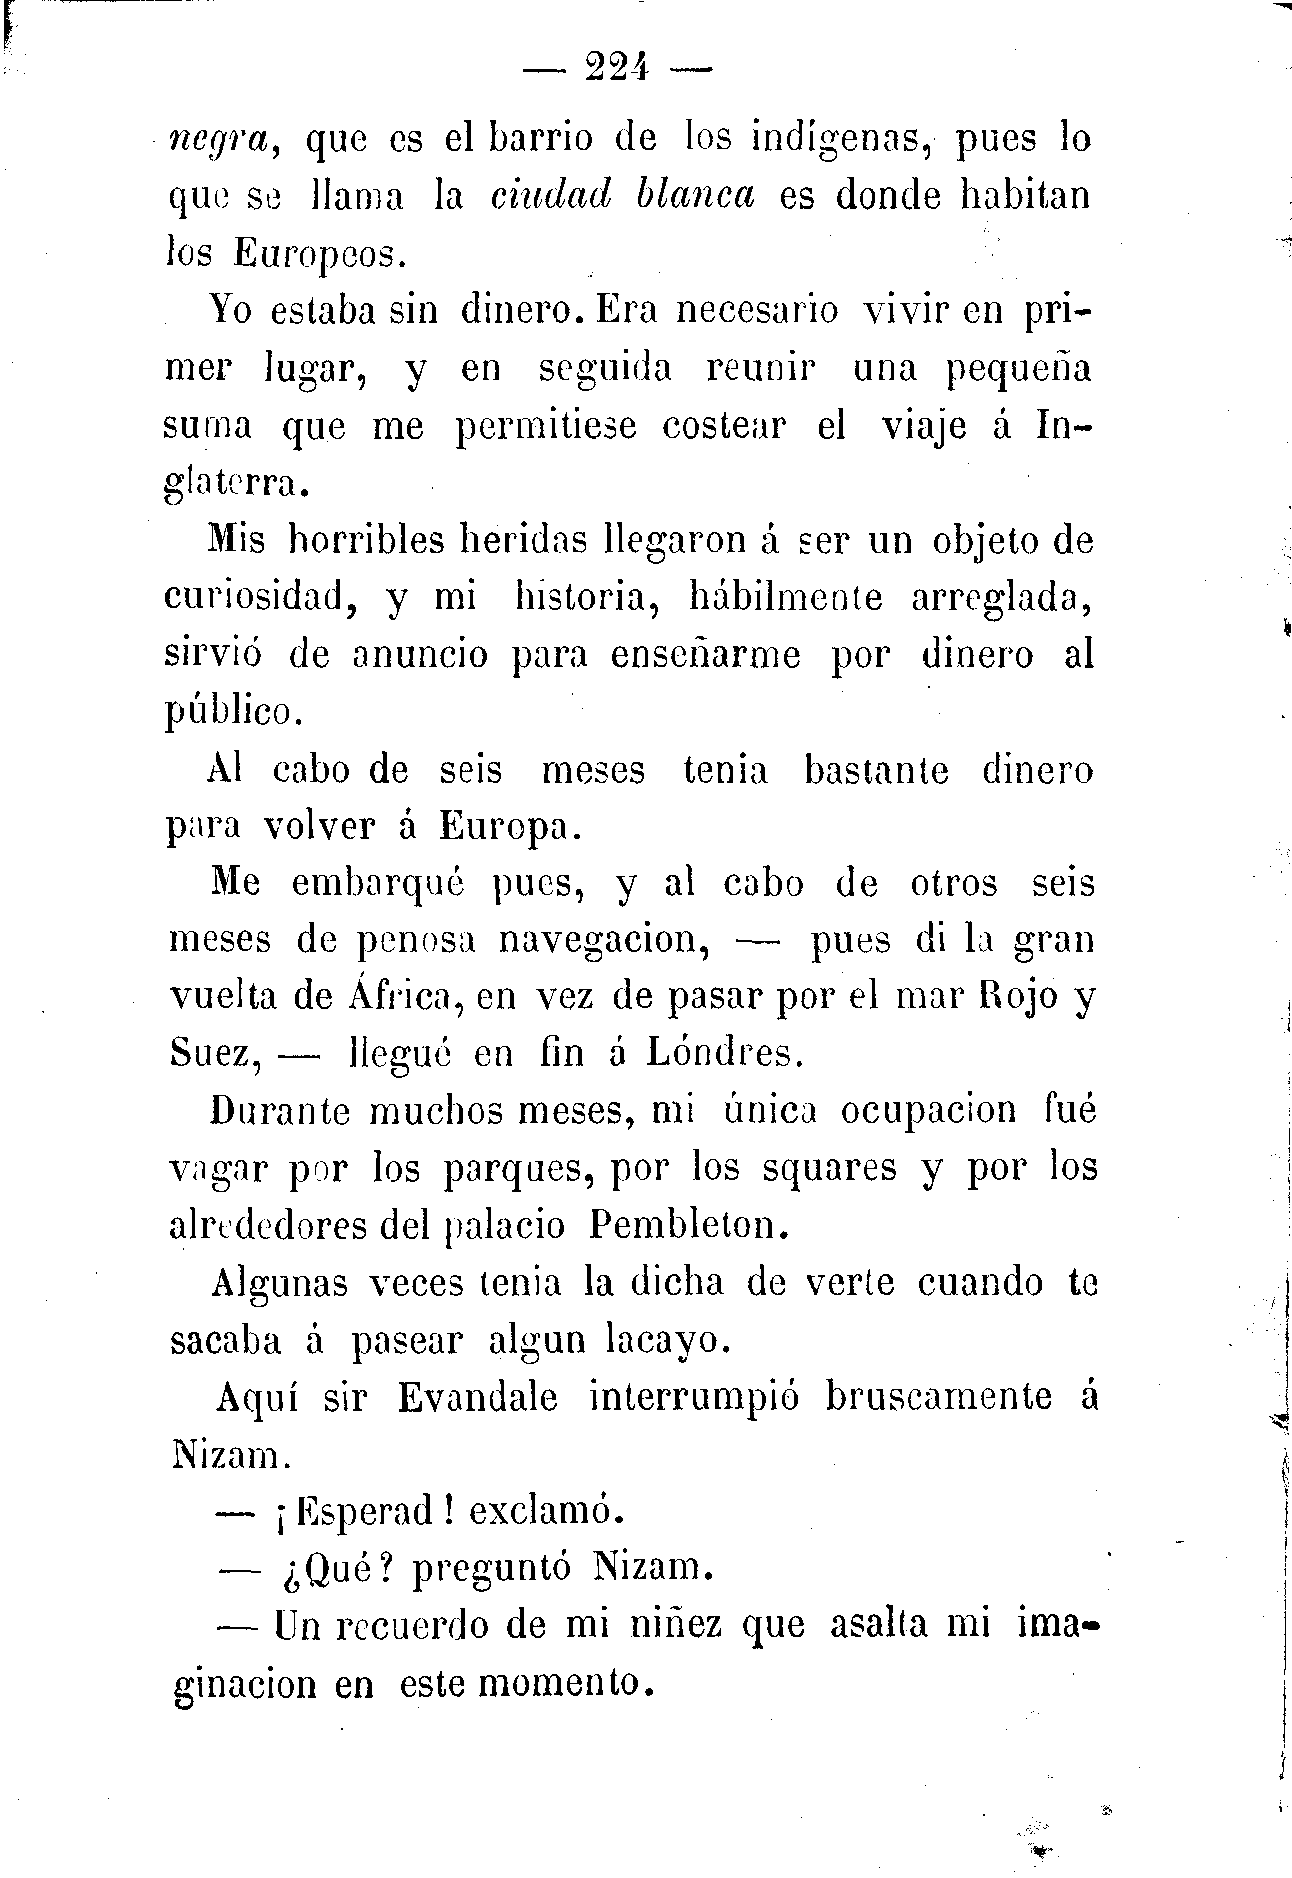 — 224 —
negra, que es el barrio de los indígenas, pues lo
que se llama la ciudad blanca es donde habitan
los Europeos.
Yo estaba sin dinero. Era necesario vivir en pri-
mer lugar, y en seguida reunir una pequeña
suma que me permitiese costear el viaje á In-
glaterra.
Mis horribles heridas llegaron á ser un objeto de
curiosidad, y mi historia, hábilmente arreglada,
sirvió de anuncio para enseñarme por dinero al
público.
Al cabo de seis meses tenia bastante dinero
para volver á Europa.
Me embarqué pues, y al cabo de otros seis
meses de penosa navegacion, — pues di la gran
vuelta de África, en vez de pasar por el mar Rojo y
Suez, — llegué en fin á Lóndres.
Durante muchos meses, mi única ocupacion fué
vagar por los parques, por los squares y por los
alrededores del palacio Pembleton.
Algunas veces tenia la dicha de verte cuando te
sacaba á pasear algun lacayo.
Aquí sir Evandale interrumpió bruscamente á
Nizam.
— ¡Esperad! exclamó.
— ¿Qué? preguntó Nizam.
— Un recuerdo de mi niñez que asalta mi ima-
ginacion en este momento.